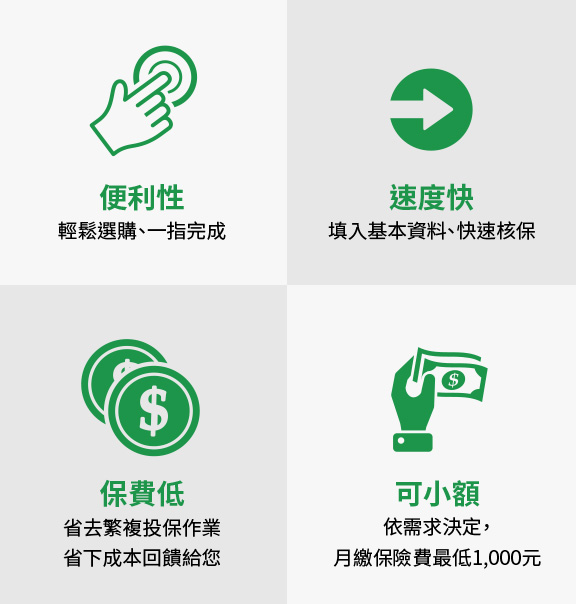 便利性
輕鬆選購、一指完成
速度快
填入基本資料、快速核保
$
$
$
保費低
省去繁複投保作業
省下成本回饋給您
可小額
依需求決定，
月繳保險費最低1,000元